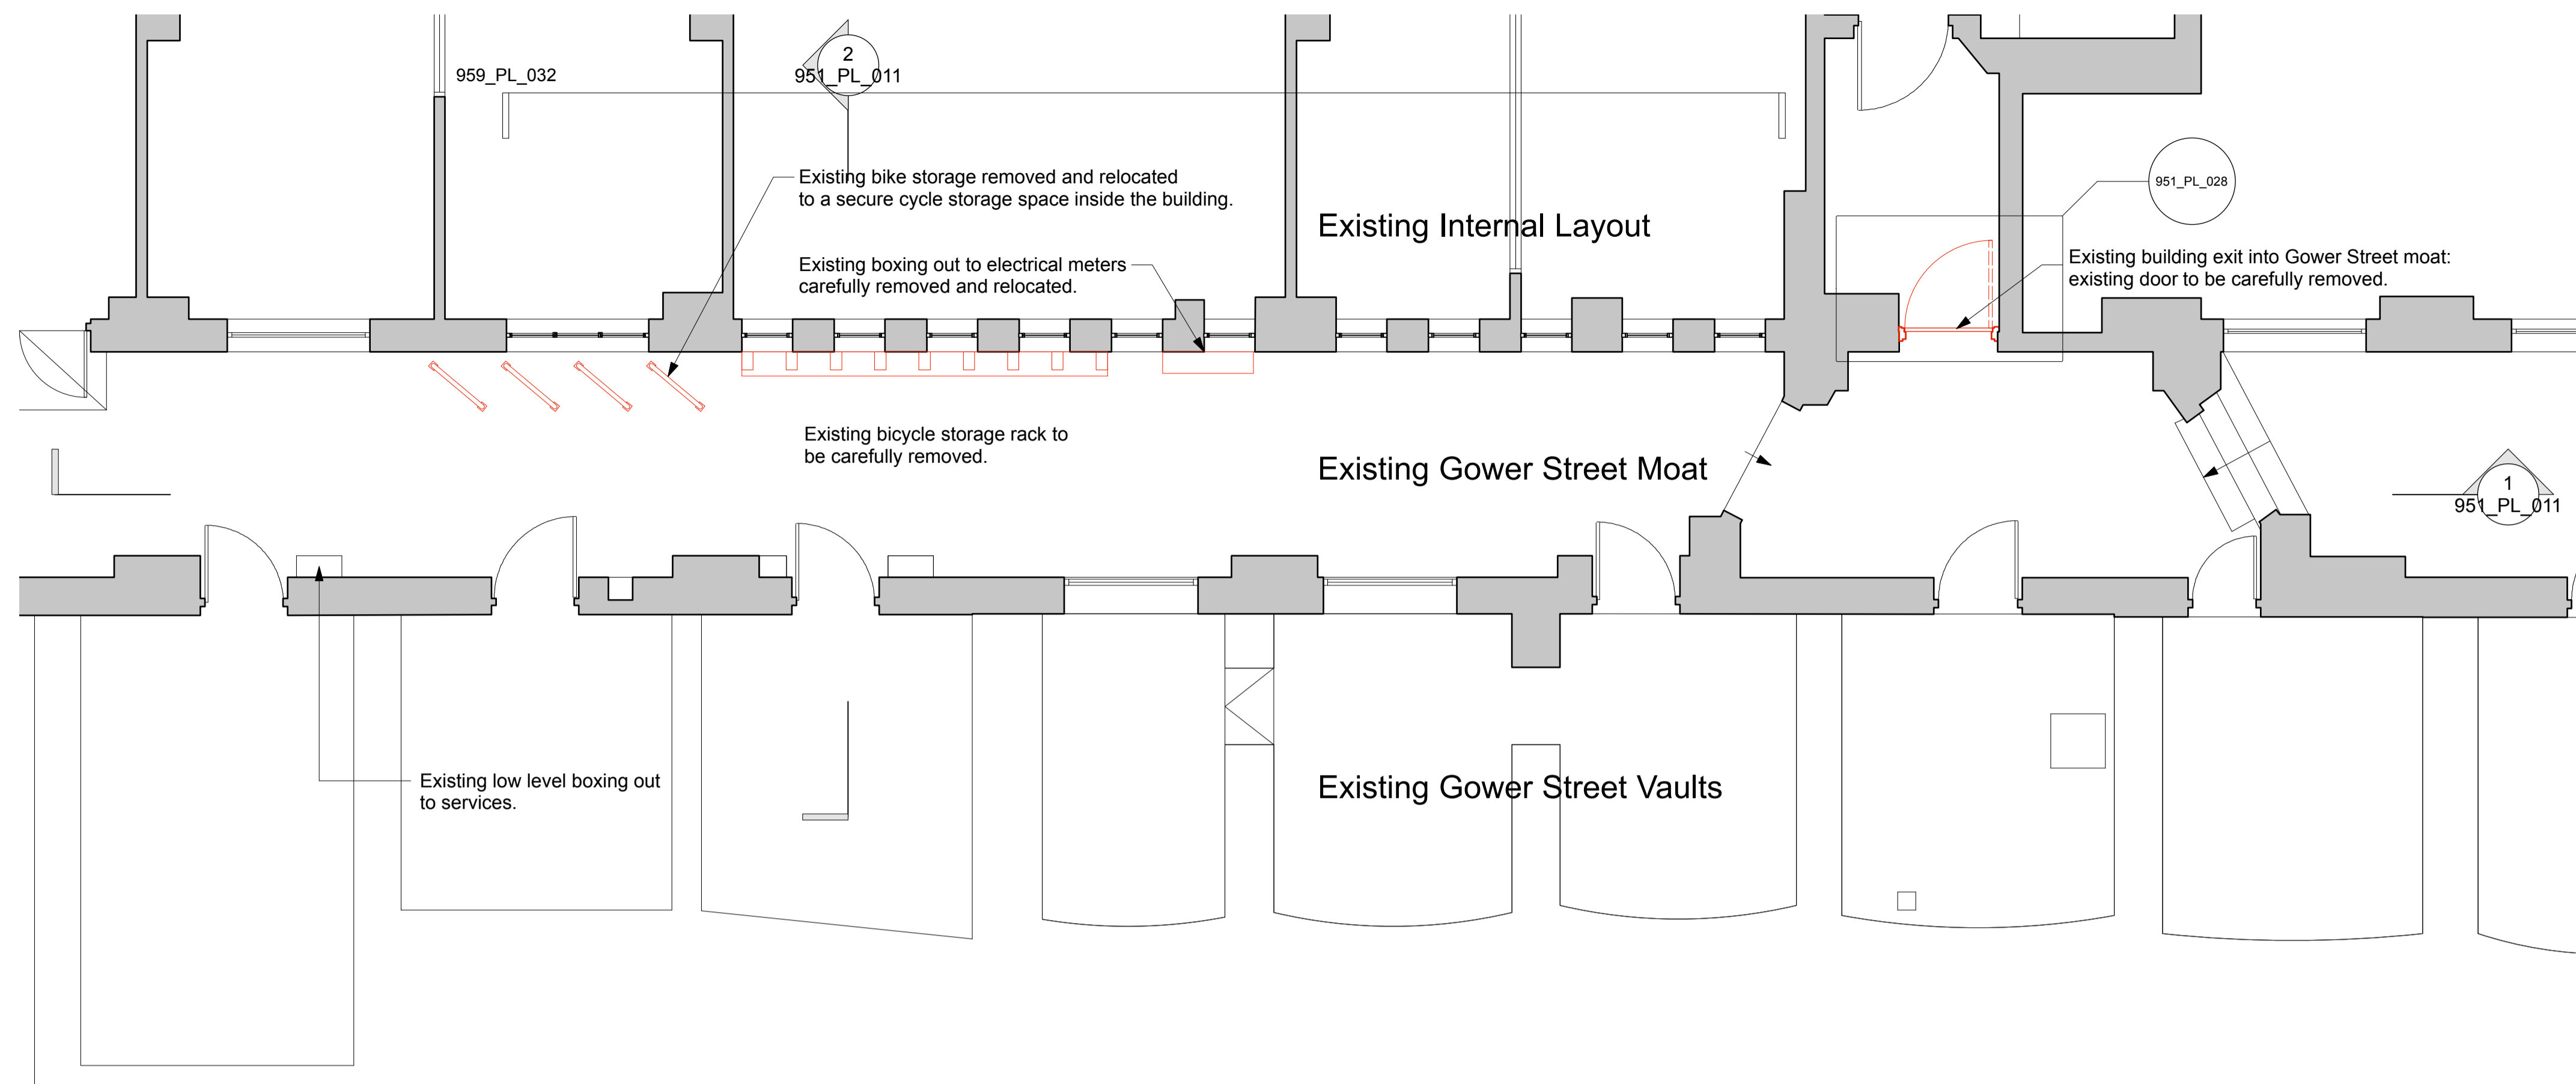 2
951_PL_011
959_PL_032
Existing bike storage removed and relocated
to a secure cycle storage space inside the building.
951_PL_028
Existing Internal Layout
Existing boxing out to electrical meters
carefully removed and relocated.
Existing building exit into Gower Street moat:
existing door to be carefully removed.
Existing bicycle storage rack to
be carefully removed.
Existing Gower Street Moat
1
951_PL_011
Existing low level boxing out
to services.
Existing Gower Street Vaults